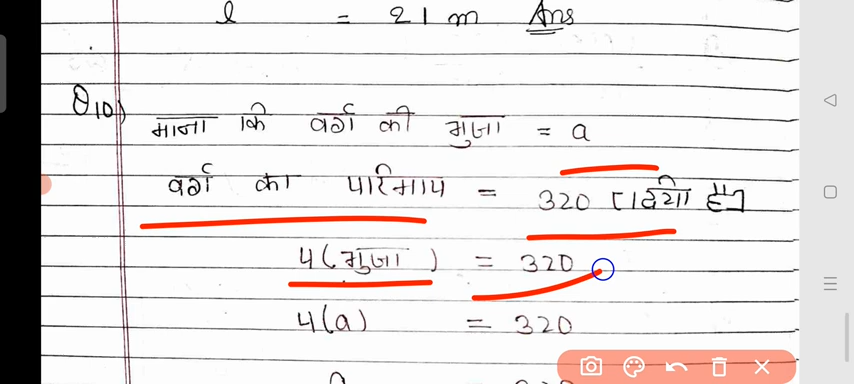 l = 21 m Ans
Q10) माना कि वर्ग की भुजा = a
वर्ग का परिमाप = 320 [दिया है]
4(भुजा) = 320
4(a) = 320